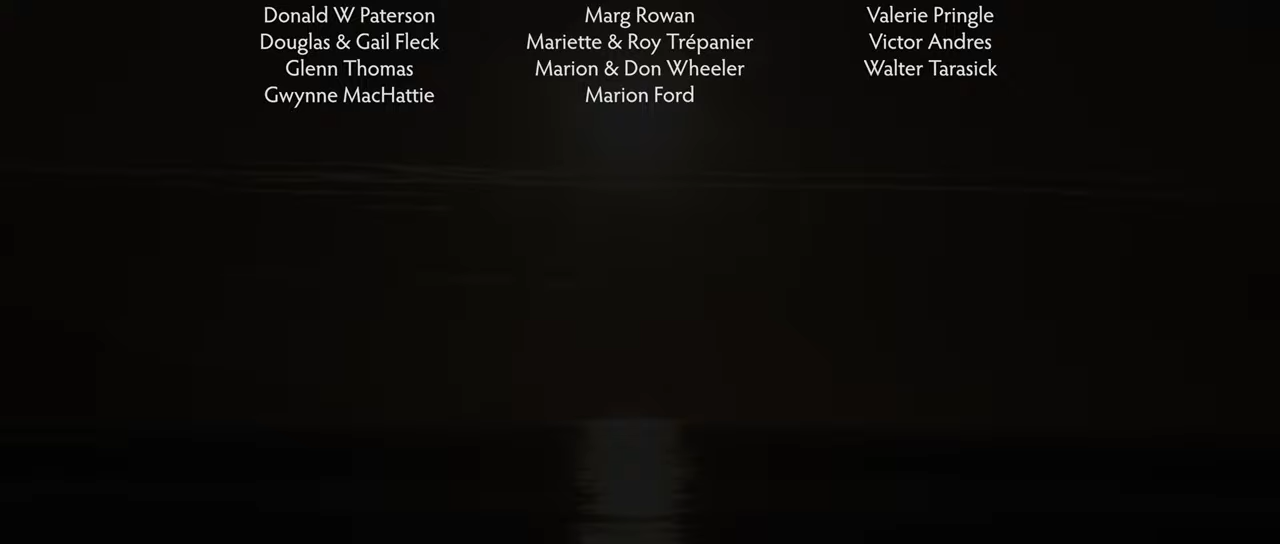 Donald W Paterson
Douglas & Gail Fleck
Glenn Thomas
Gwynne MacHattie
Marg Rowan
Mariette & Roy Trépanier
Marion & Don Wheeler
Marion Ford
Valerie Pringle
Victor Andres
Walter Tarasick